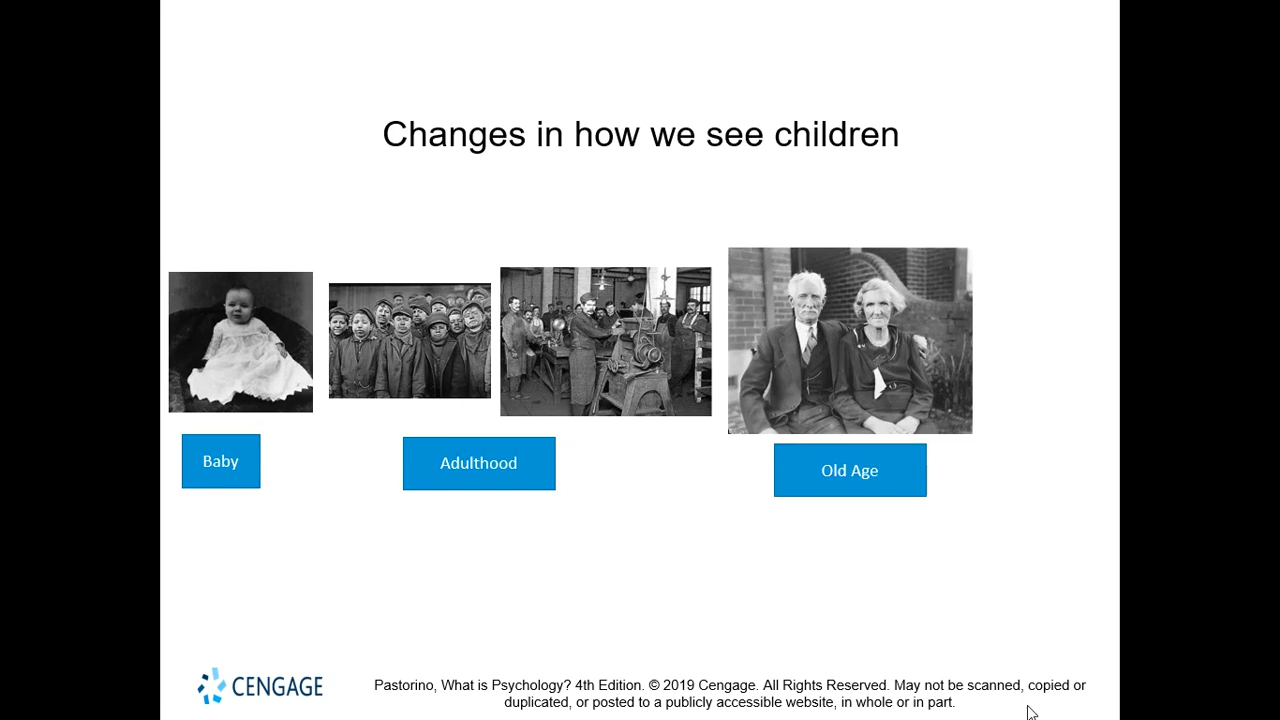 Changes in how we see children
Baby
Adulthood
Old Age
CENGAGE
Pastorino, What is Psychology? 4th Edition. © 2019 Cengage. All Rights Reserved. May not be scanned, copied or
duplicated, or posted to a publicly accessible website, in whole or in part.